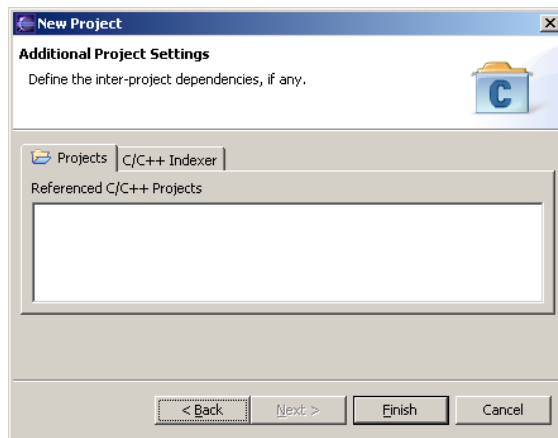 New Project
Additional Project Settings
Define the inter-project dependencies, if any.
C
Projects C/C++ Indexer
Referenced C/C++ Projects
< Back Next > Finish Cancel